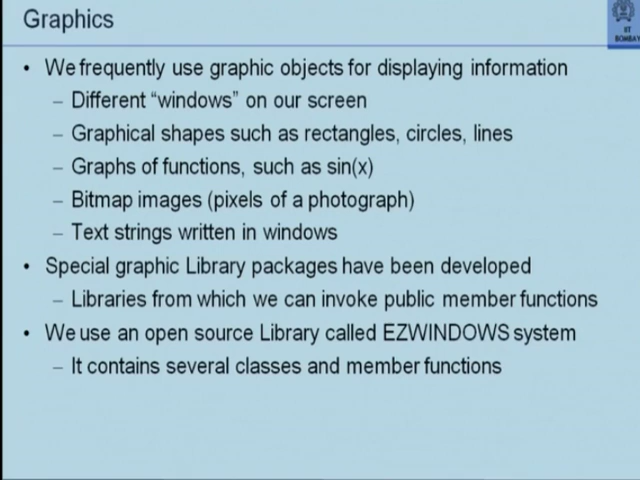 Graphics
IIT
BOMBAY
• We frequently use graphic objects for displaying information
– Different “windows” on our screen
– Graphical shapes such as rectangles, circles, lines
– Graphs of functions, such as sin(x)
– Bitmap images (pixels of a photograph)
– Text strings written in windows
• Special graphic Library packages have been developed
– Libraries from which we can invoke public member functions
• We use an open source Library called EZWINDOWS system
– It contains several classes and member functions